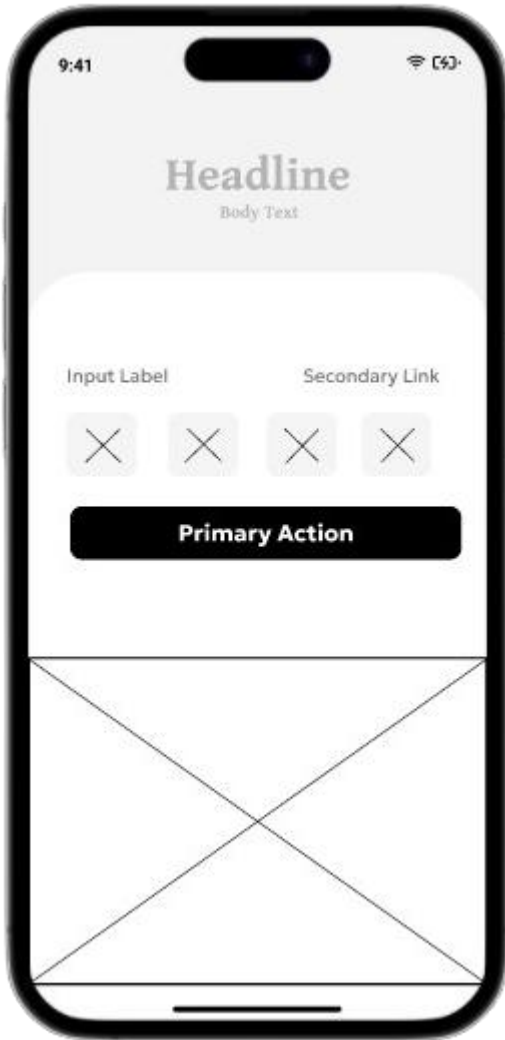 9:41
Headline
Body Text
Input Label
Secondary Link
Primary Action